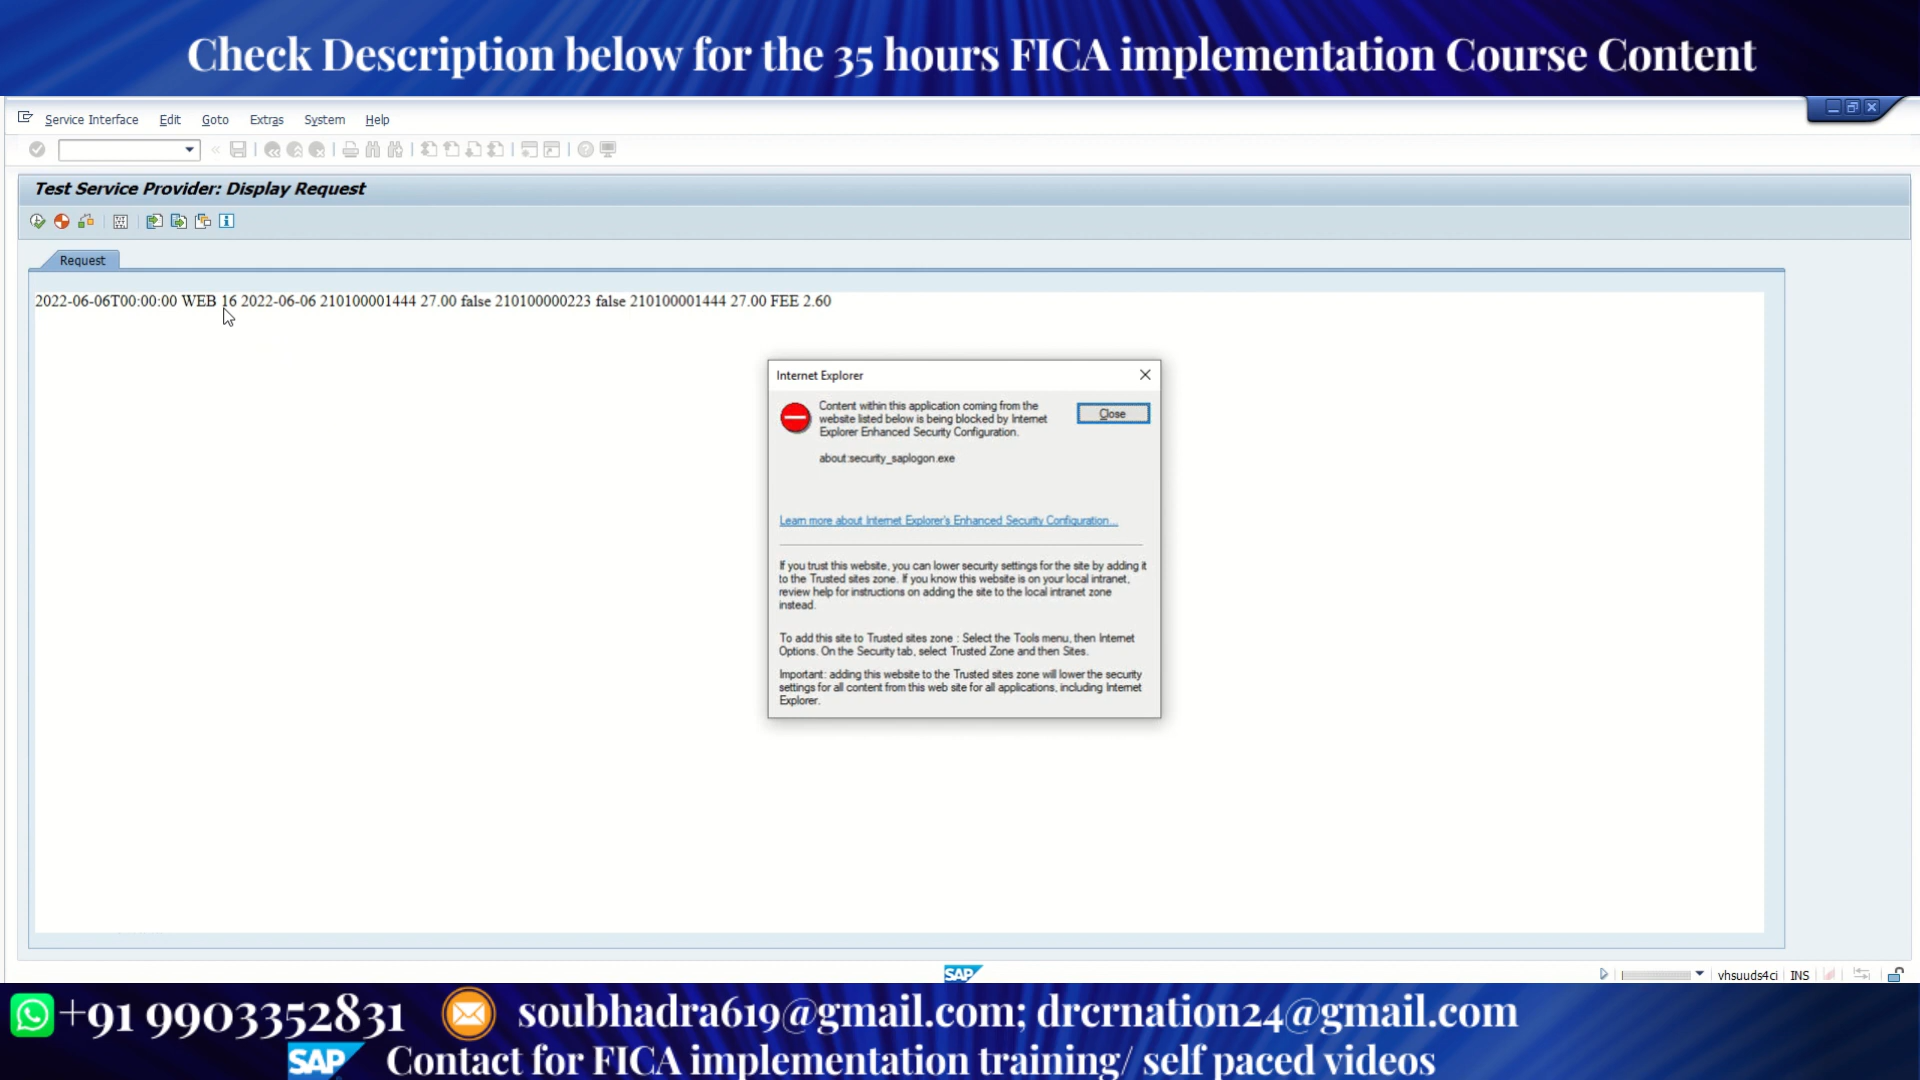 Check Description below for the 35 hours FICA implementation Course Content
Service Interface Edit Goto Extras System Help
Test Service Provider: Display Request
Request
2022-06-06T00:00:00 WEB 16 2022-06-06 210100001444 27.00 false 210100000223 false 210100001444 27.00 FEE 2.60
Internet Explorer
Content within this application coming from the
website listed below is being blocked by Internet
Explorer Enhanced Security Configuration.
Close
about:security_saplogon.exe
Learn more about Internet Explorer's Enhanced Security Configuration...
If you trust this website, you can lower security settings for the site by adding it
to the Trusted sites zone. If you know this website is on your local intranet,
review help for instructions on adding the site to the local intranet zone
instead.
To add this site to Trusted sites zone : Select the Tools menu, then Internet
Options. On the Security tab, select Trusted Zone and then Sites.
Important: adding this website to the Trusted sites zone will lower the security
settings for all content from this web site for all applications, including Internet
Explorer.
SAP
vhsuuds4ci INS
+91 9903352831 soubhadra619@gmail.com; drcrnation24@gmail.com
SAP Contact for FICA implementation training/ self paced videos